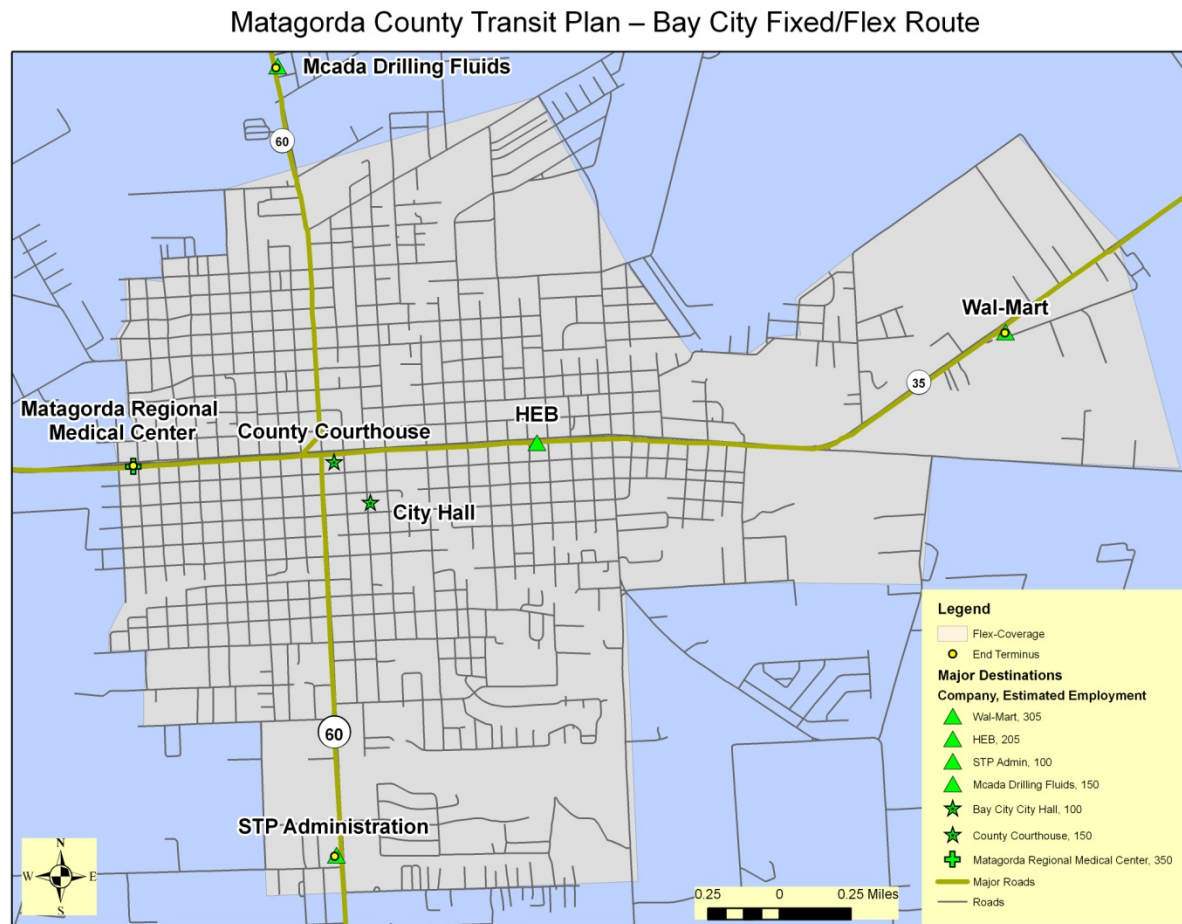 Matagorda County Transit Plan – Bay City Fixed/Flex Route
Mcada Drilling Fluids
60
Wal-Mart
35
Matagorda Regional
Medical Center
County Courthouse
HEB
City Hall
60
STP Administration
N
W E
S
0.25 0 0.25 Miles
Legend
Flex-Coverage
End Terminus
Major Destinations
Company, Estimated Employment
Wal-Mart, 305
HEB, 205
STP Admin, 100
Mcada Drilling Fluids, 150
Bay City City Hall, 100
County Courthouse, 150
Matagorda Regional Medical Center, 350
Major Roads
Roads